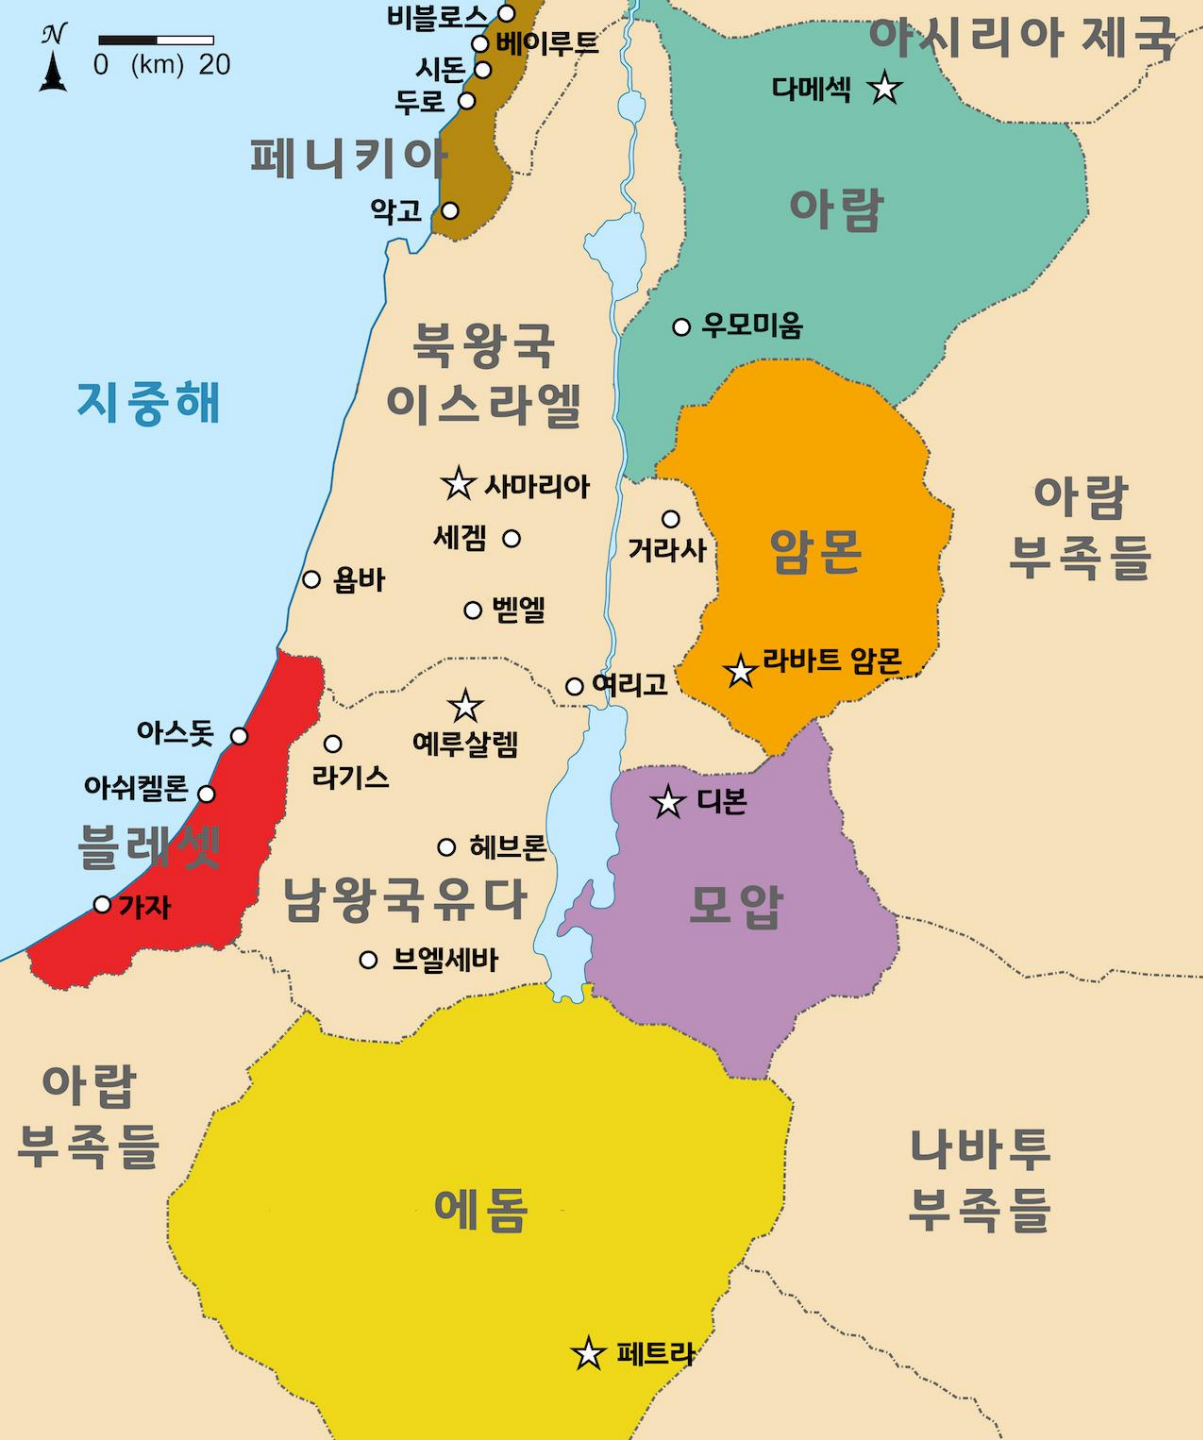 N
0 (km) 20
비블로스
베이루트
시돈
두로
페니키아
악고
아시리아 제국
다메섹
아람
우모미움
지중해
북왕국
이스라엘
사마리아
세겜
욥바
벧엘
거라사
암몬
라바트 암몬
아람
부족들
여리고
예루살렘
라기스
아스돗
아쉬켈론
블레셋
가자
헤브론
남왕국유다
브엘세바
디본
모압
아랍
부족들
에돔
페트라
나바투
부족들